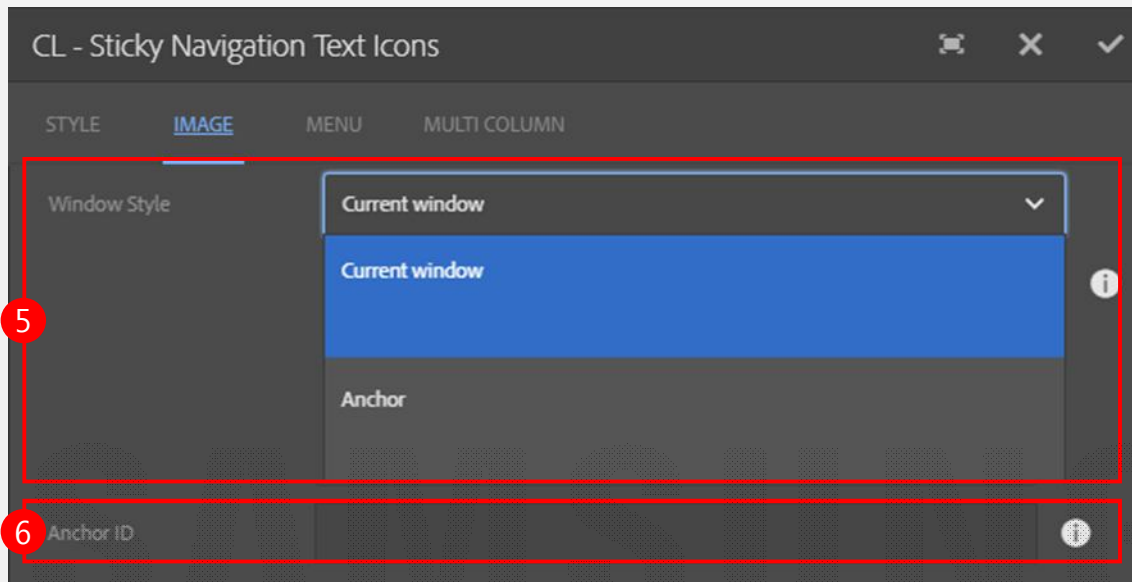 CL - Sticky Navigation Text Icons
STYLE IMAGE MENU MULTI COLUMN
Window Style Current window
Current window
5
Anchor
6 Anchor ID